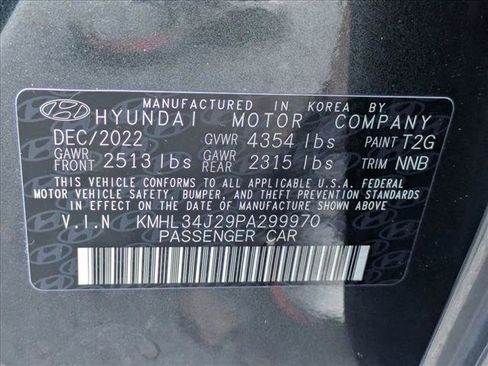 MANUFACTURED IN KOREA BY
HYUNDAI MOTOR COMPANY
DEC/2022 GVWR 4354 lbs PAINT T2G
GAWR FRONT 2513 lbs GAWR REAR 2315 lbs TRIM NNB
THIS VEHICLE CONFORMS TO ALL APPLICABLE U.S.A. FEDERAL
MOTOR VEHICLE SAFETY, BUMPER, AND THEFT PREVENTION STANDARDS
IN EFFECT ON THE DATE OF MANUFACTURE SHOWN ABOVE.
V.I.N KMHL34J29PA299970
PASSENGER CAR